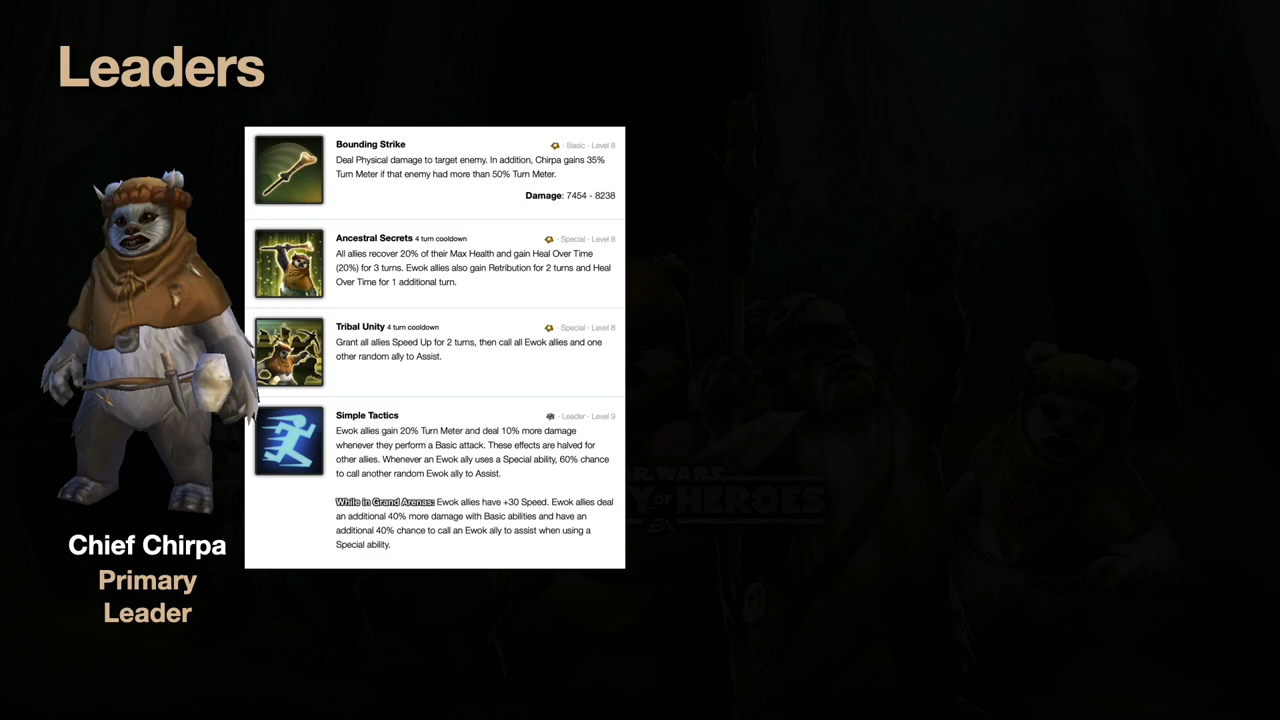 Leaders
Bounding Strike
· Basic · Level 8
Deal Physical damage to target enemy. In addition, Chirpa gains 35%
Turn Meter if that enemy had more than 50% Turn Meter.
Damage: 7454 - 8238
Ancestral Secrets 4 turn cooldown
· Special · Level 8
All allies recover 20% of their Max Health and gain Heal Over Time
(20%) for 3 turns. Ewok allies also gain Retribution for 2 turns and Heal
Over Time for 1 additional turn.
Tribal Unity 4 turn cooldown
· Special · Level 8
Grant all allies Speed Up for 2 turns, then call all Ewok allies and one
other random ally to Assist.
Simple Tactics
· Leader · Level 9
Ewok allies gain 20% Turn Meter and deal 10% more damage
whenever they perform a Basic attack. These effects are halved for
other allies. Whenever an Ewok ally uses a Special ability, 60% chance
to call another random Ewok ally to Assist.
While in Grand Arenas: Ewok allies have +30 Speed. Ewok allies deal
an additional 40% more damage with Basic abilities and have an
additional 40% chance to call an Ewok ally to assist when using a
Special ability.
WARS
OF HEROES
EA
Chief Chirpa
Primary
Leader